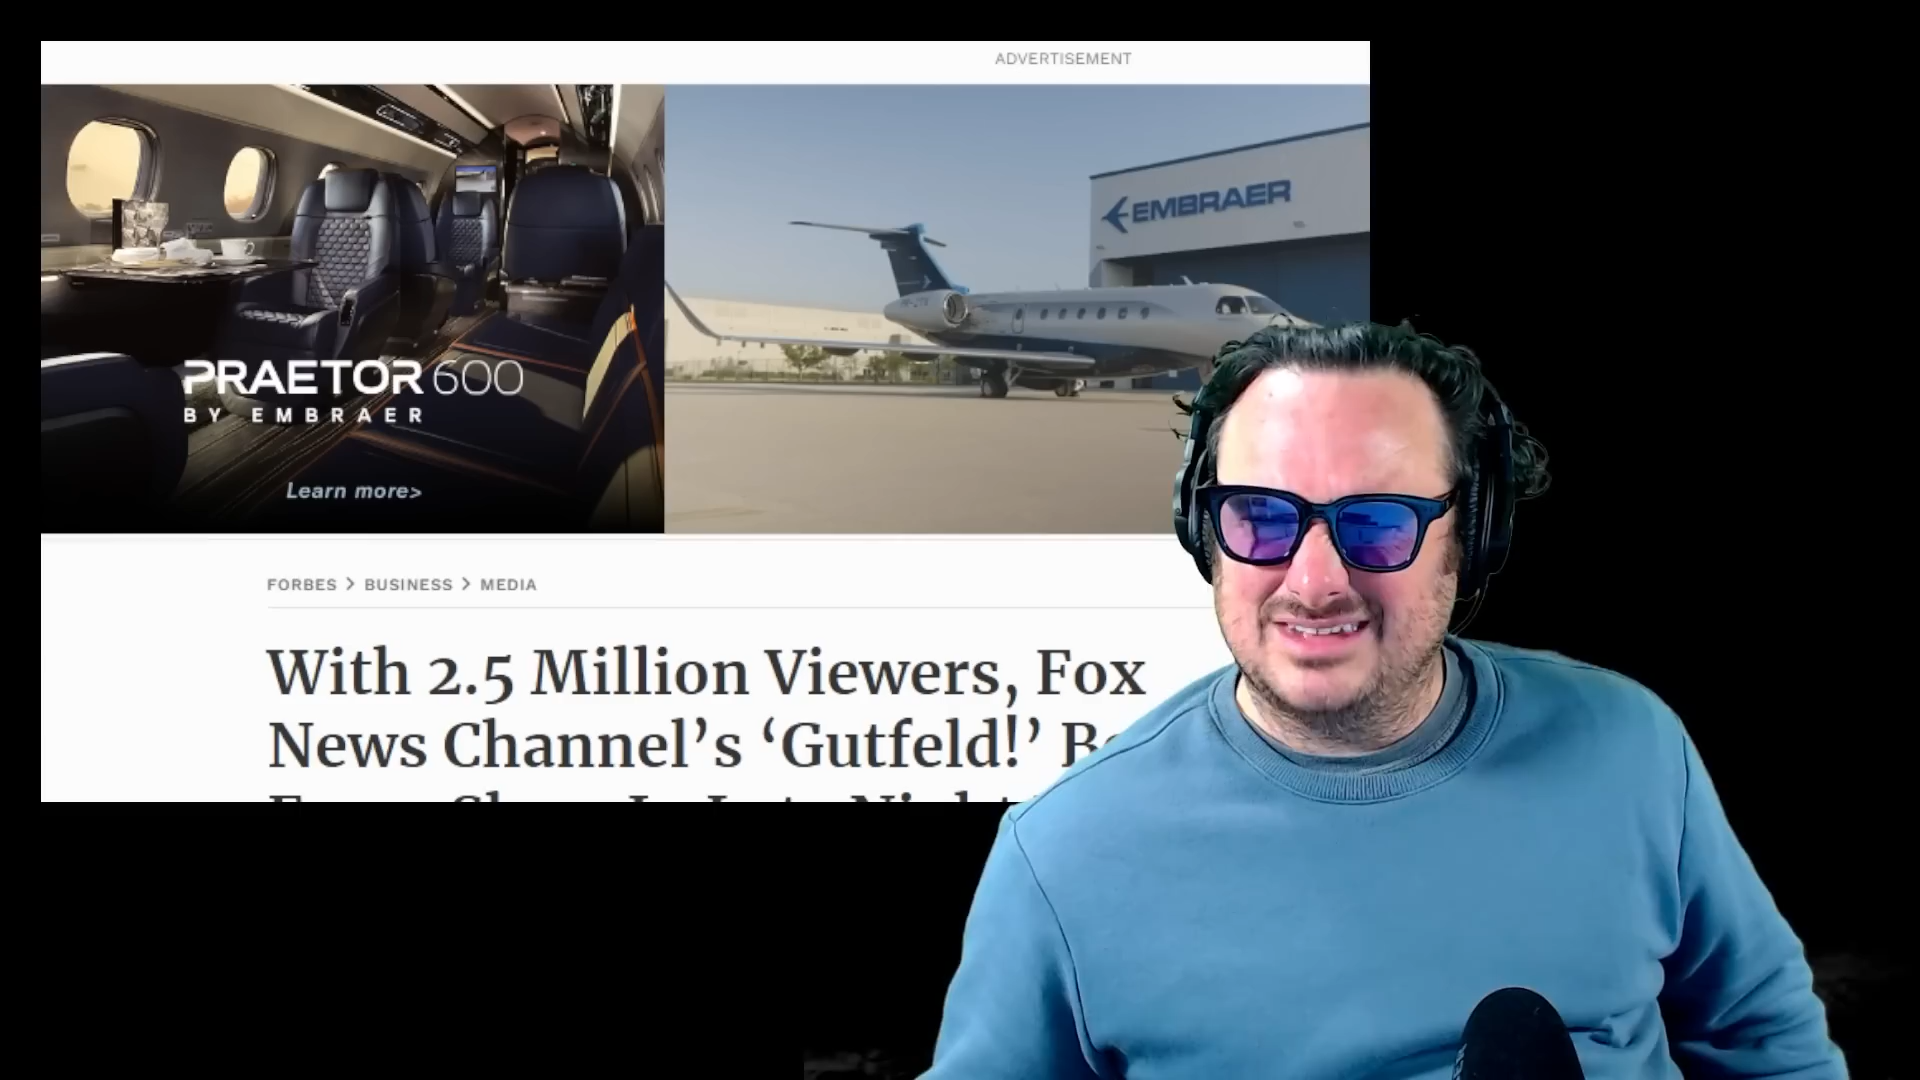 ADVERTISEMENT
EMBRAER
PRAETOR 600
BY EMBRAER
Learn more>
FORBES > BUSINESS > MEDIA
With 2.5 Million Viewers, Fox
News Channel’s ‘Gutfeld!’